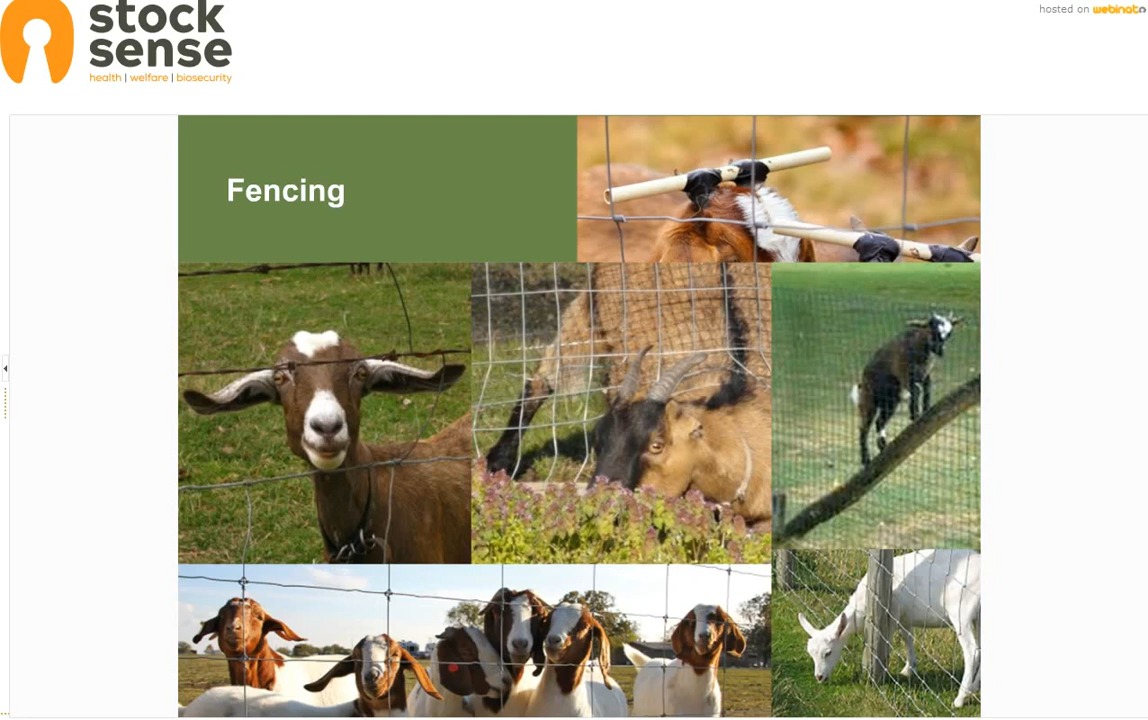 stock
sense
health | welfare | biosecurity
hosted on webinato
Fencing